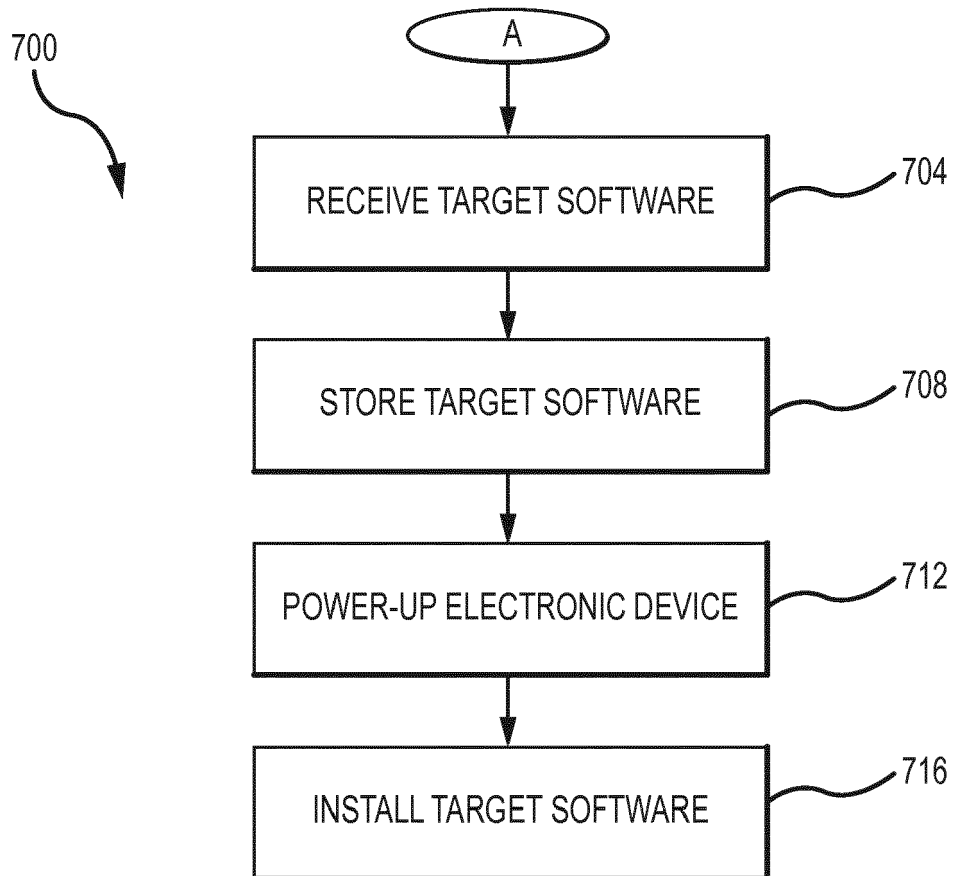 700
A
RECEIVE TARGET SOFTWARE
704
STORE TARGET SOFTWARE
708
POWER-UP ELECTRONIC DEVICE
712
INSTALL TARGET SOFTWARE
716